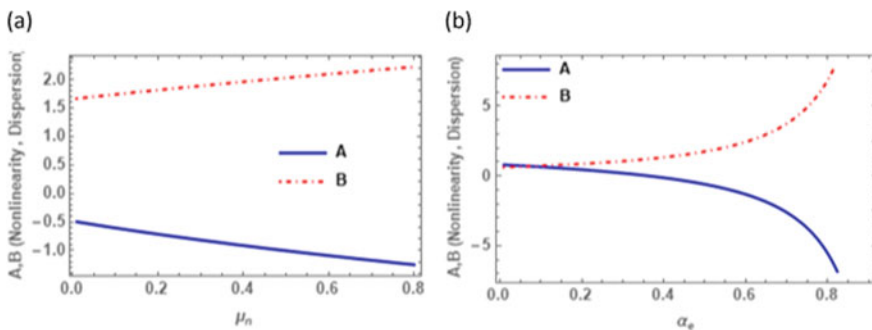 (a)
A,B (Nonlinearity, Dispersion)
2.0
1.5
1.0
0.5
0.0
-0.5
-1.0
0.0 0.2 0.4 0.6 0.8
μn
A
B
(b)
A,B (Nonlinearity, Dispersion)
5
0
-5
0.0 0.2 0.4 0.6 0.8
αe
A
B